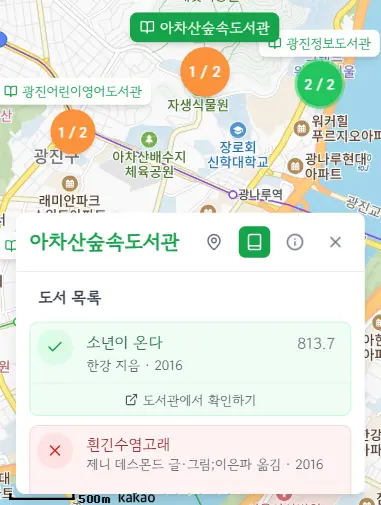 아차산숲속도서관
1 / 2
광진정보도서관
2 / 2
광진어린이영어도서관
1 / 2
자생식물원
광진구
아차산배수지
체육공원
장로회
신학대학교
워커힐
푸르지오아파
광나루현대
아파트
래미안파크
광나루역
아차산숲속도서관
도서 목록
소년이 온다
813.7
한강 지음 · 2016
도서관에서 확인하기
흰긴수염고래
제니 데스몬드 글·그림;이은파 옮김 · 2016
500m kakao